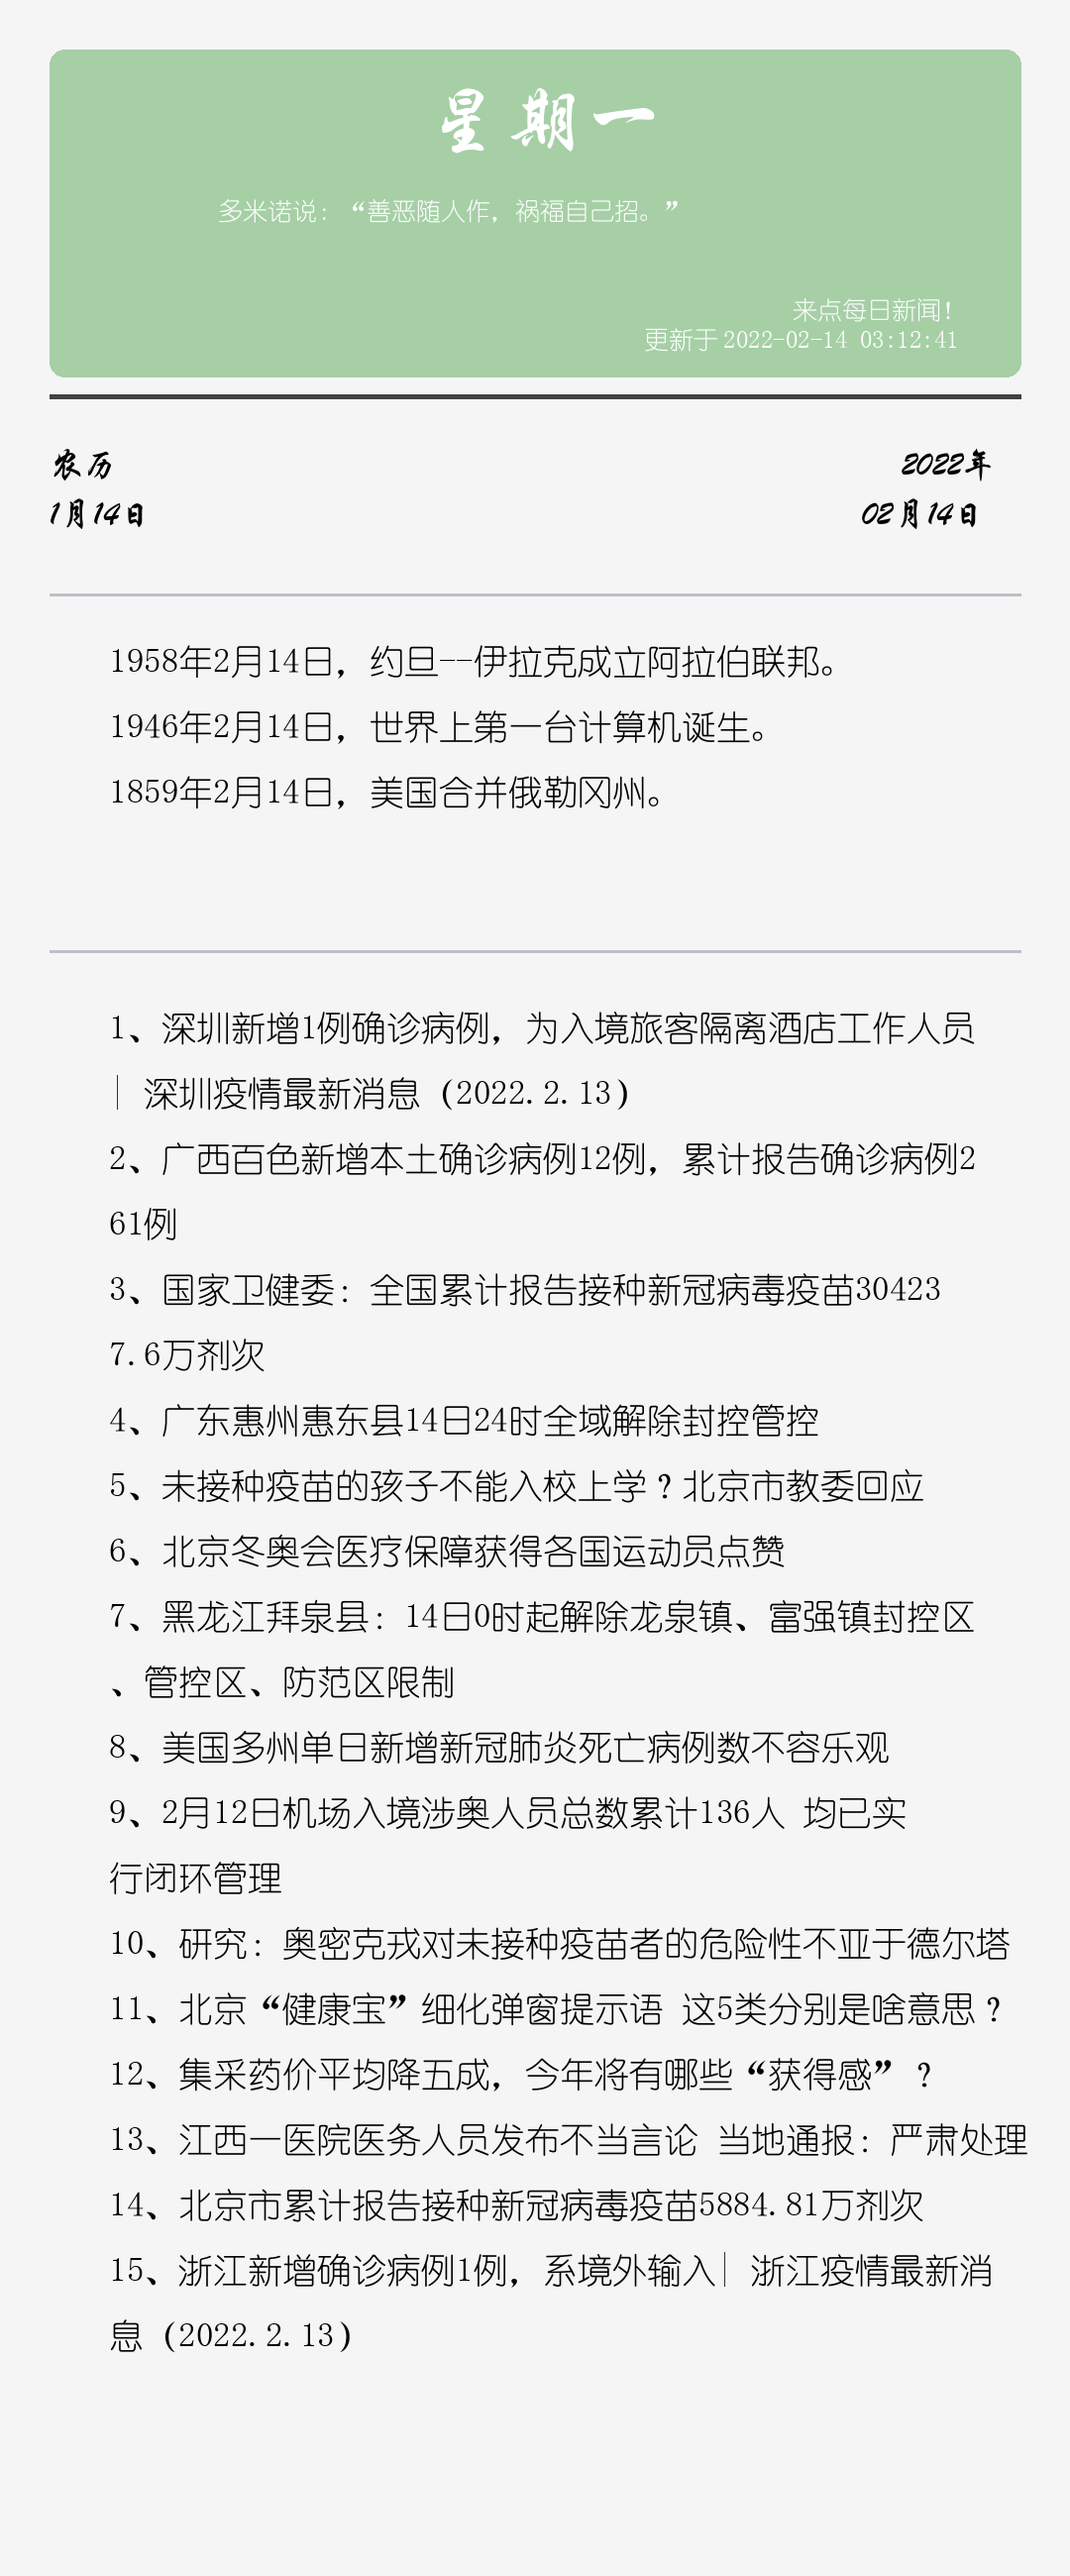 星期一
多米诺说：“善恶随人作，祸福自己招。”
来点每日新闻！
更新于 2022-02-14 03:12:41
农历
2022年
1月14日
02月14日
1958年2月14日，约旦--伊拉克成立阿拉伯联邦。
1946年2月14日，世界上第一台计算机诞生。
1859年2月14日，美国合并俄勒冈州。
1、深圳新增1例确诊病例，为入境旅客隔离酒店工作人员
｜深圳疫情最新消息（2022.2.13）
2、广西百色新增本土确诊病例12例，累计报告确诊病例2
61例
3、国家卫健委：全国累计报告接种新冠病毒疫苗30423
7.6万剂次
4、广东惠州惠东县14日24时全域解除封控管控
5、未接种疫苗的孩子不能入校上学？北京市教委回应
6、北京冬奥会医疗保障获得各国运动员点赞
7、黑龙江拜泉县：14日0时起解除龙泉镇、富强镇封控区
、管控区、防范区限制
8、美国多州单日新增新冠肺炎死亡病例数不容乐观
9、2月12日机场入境涉奥人员总数累计136人 均已实
行闭环管理
10、研究：奥密克戎对未接种疫苗者的危险性不亚于德尔塔
11、北京“健康宝”细化弹窗提示语 这5类分别是啥意思？
12、集采药价平均降五成，今年将有哪些“获得感”？
13、江西一医院医务人员发布不当言论 当地通报：严肃处理
14、北京市累计报告接种新冠病毒疫苗5884.81万剂次
15、浙江新增确诊病例1例，系境外输入｜浙江疫情最新消
息（2022.2.13）